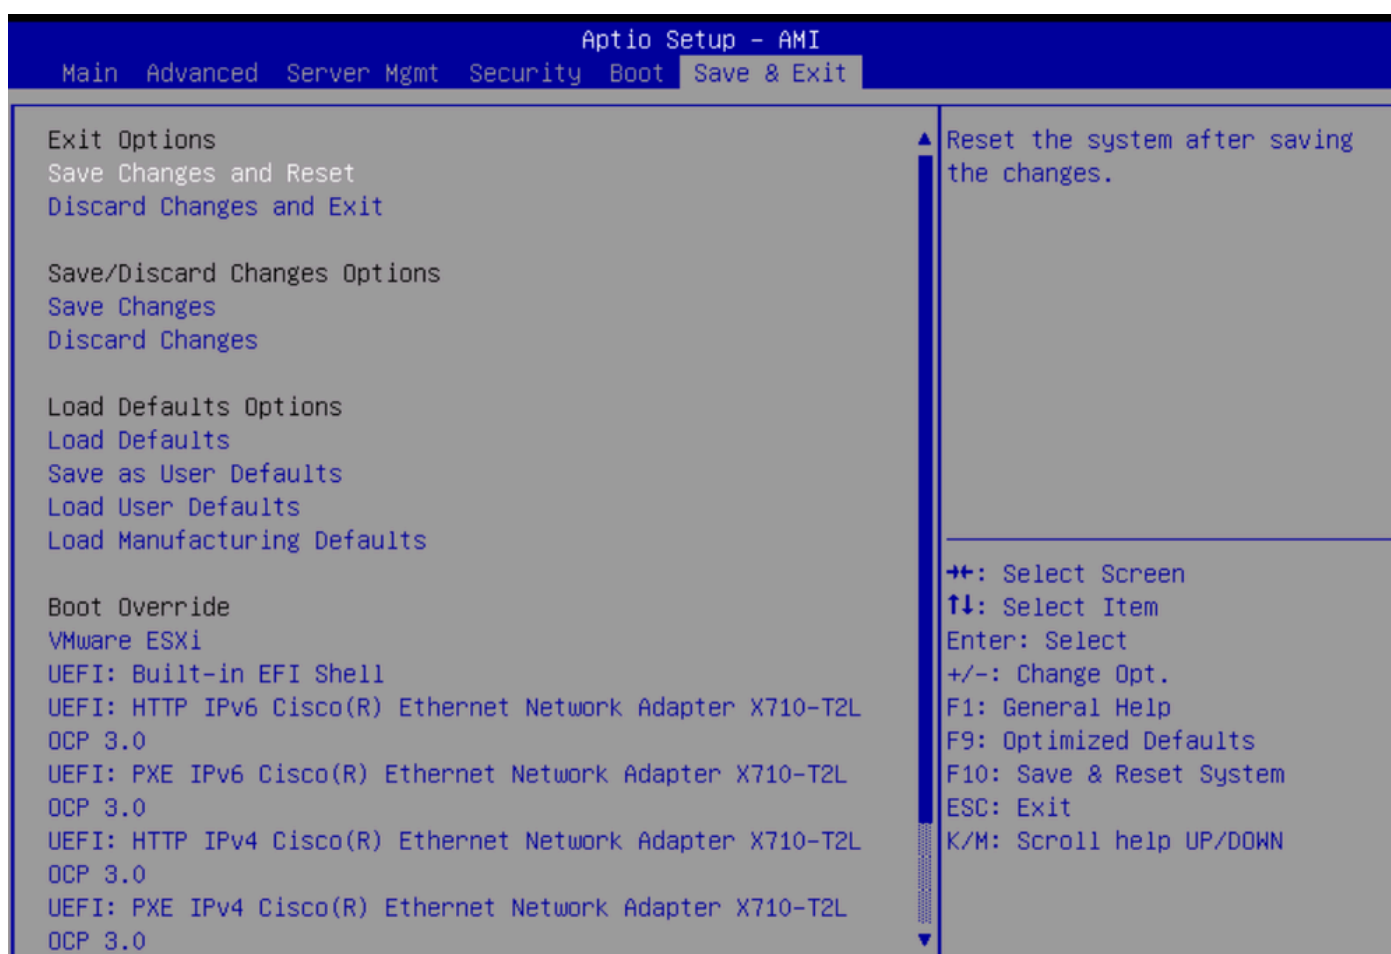 Aptio Setup – AMI
Main Advanced Server Mgmt Security Boot Save & Exit
Exit Options
Save Changes and Reset
Discard Changes and Exit
Save/Discard Changes Options
Save Changes
Discard Changes
Load Defaults Options
Load Defaults
Save as User Defaults
Load User Defaults
Load Manufacturing Defaults
Boot Override
VMware ESXi
UEFI: Built-in EFI Shell
UEFI: HTTP IPv6 Cisco(R) Ethernet Network Adapter X710-T2L
OCP 3.0
UEFI: PXE IPv6 Cisco(R) Ethernet Network Adapter X710-T2L
OCP 3.0
UEFI: HTTP IPv4 Cisco(R) Ethernet Network Adapter X710-T2L
OCP 3.0
UEFI: PXE IPv4 Cisco(R) Ethernet Network Adapter X710-T2L
OCP 3.0
Reset the system after saving
the changes.
→←: Select Screen
↑↓: Select Item
Enter: Select
+/-: Change Opt.
F1: General Help
F9: Optimized Defaults
F10: Save & Reset System
ESC: Exit
K/M: Scroll help UP/DOWN